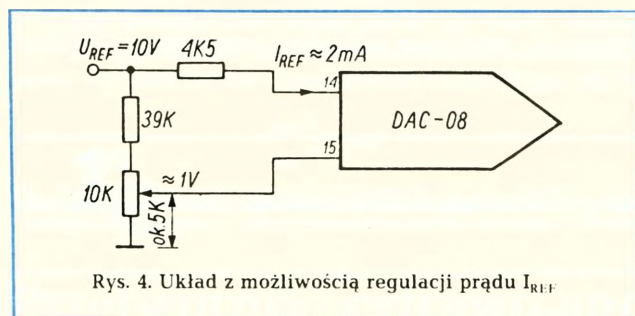 U_REF=10V 4K5 I_REF≈2mA
14
39K DAC-08
15
10K ≈1V
ok.5K
Rys. 4. Układ z możliwością regulacji prądu I_REF